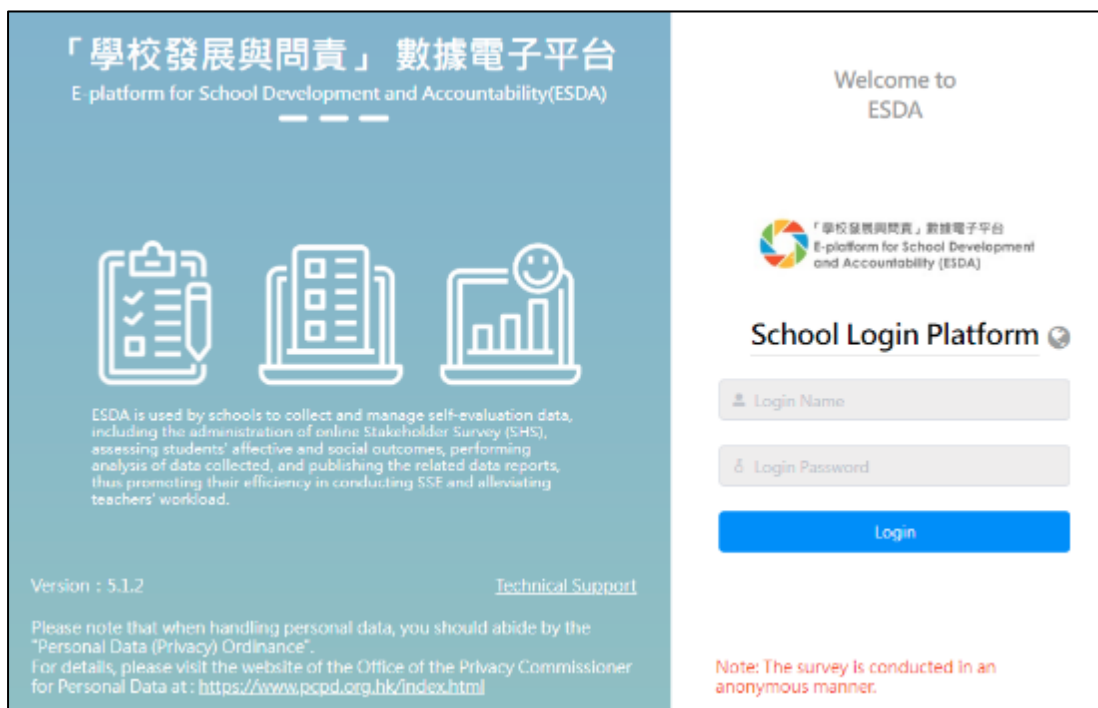 「學校發展與問責」 數據電子平台
E-platform for School Development and Accountability(ESDA)
ESDA is used by schools to collect and manage self-evaluation data,
including the administration of online Stakeholder Survey (SHS),
assessing students' affective and social outcomes, performing
analysis of data collected, and publishing the related data reports,
thus promoting their efficiency in conducting SSE and alleviating
teachers' workload.
Version : 5.1.2
Technical Support
Please note that when handling personal data, you should abide by the
"Personal Data (Privacy) Ordinance".
For details, please visit the website of the Office of the Privacy Commissioner
for Personal Data at : https://www.pcpd.org.hk/index.html
Welcome to
ESDA
「學校發展與問責」數據電子平台
E-platform for School Development
and Accountability (ESDA)
School Login Platform
Login Name
Login Password
Login
Note: The survey is conducted in an
anonymous manner.